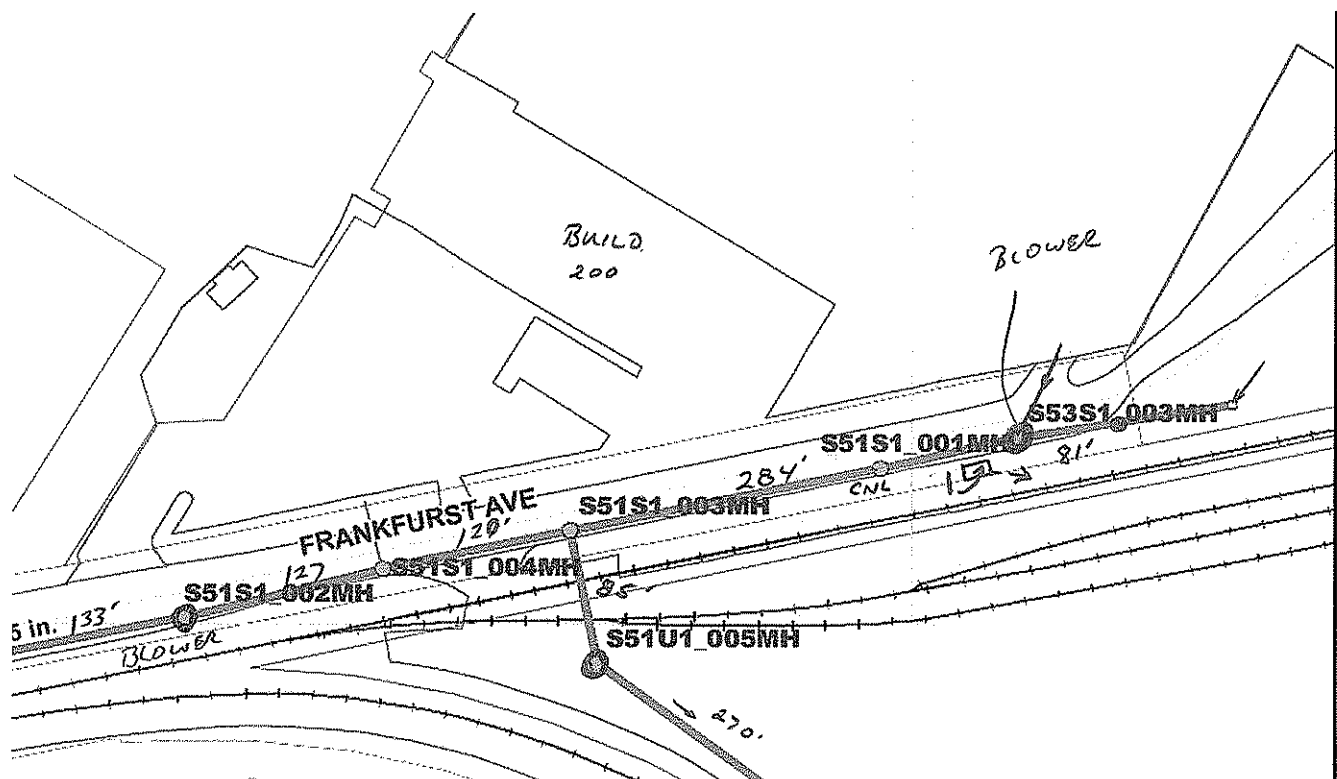 BUILD.
200
BLOWER
S53S1_003MH
S51S1_001MH
81'
284'
CNL
S51S1_003MH
FRANKFURST AVE
120'
S51S1_004MH
127
S51S1_002MH
85
5 in. 133'
BLOWER
S51U1_005MH
270'